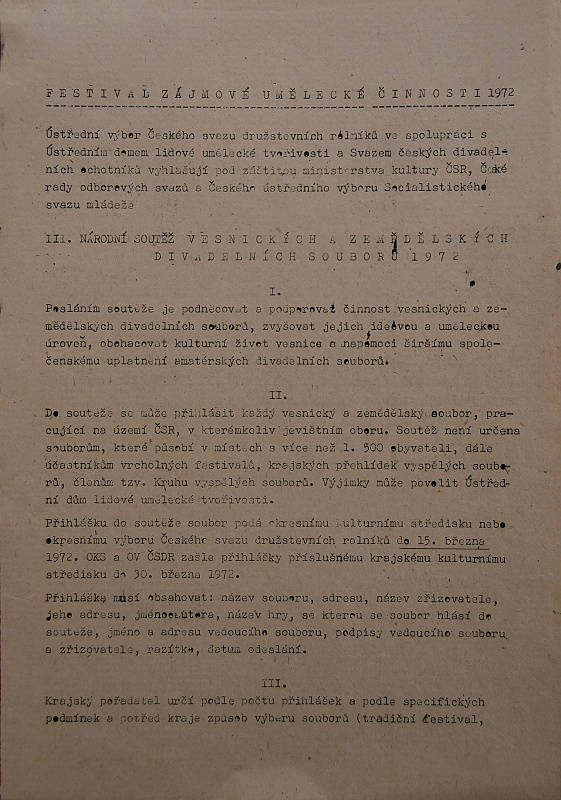 FESTIVAL ZÁJMOVÉ UMĚLECKÉ ČINNOSTI 1972
Ústřední výbor Českého svazu družstevních rolníků ve spolupráci s
Ústředním domem lidové umělecké tvořivosti a Svazem českých divadel-
ních ochotníků vyhlašují pod záštitou ministerstva kultury ČSR, České
rady odborových svazů a Českého ústředního výboru Socialistického
svazu mládeže
III. NÁRODNÍ SOUTĚŽ VESNICKÝCH A ZEMĚDĚLSKÝCH
DIVADELNÍCH SOUBORŮ 1972
I.
Posláním soutěže je podněcovat a podporovat činnost vesnických a ze-
mědělských divadelních souborů, zvyšovat jejich ideovou a uměleckou
úroveň, obohacovat kulturní život vesnice a napomoci širšímu spole-
čenskému uplatnění amatérských divadelních souborů.
II.
Do soutěže se může přihlásit každý vesnický a zemědělský soubor, pra-
cující na území ČSR, v kterémkoliv jevištním oboru. Soutěž není určena
souborům, které působí v místech s více než 1. 500 obyvateli, dále
účastníkům vrcholných festivalů, krajských přehlídek vyspělých soubo-
rů, členům tzv. Kruhu vyspělých souborů. Výjimky může povolit Ústřed-
ní dům lidové umělecké tvořivosti.
Přihlášku do soutěže soubor podá okresnímu kulturnímu středisku nebo
okresnímu výboru Českého svazu družstevních rolníků do 15. března
1972. OKS a OV ČSDR zašle přihlášky příslušnému krajskému kulturnímu
středisku do 30. března 1972.
Přihláška musí obsahovat: název souboru, adresu, název zřizovatele,
jeho adresu, jméno autora, název hry, se kterou se soubor hlásí do
soutěže, jméno a adresu vedoucího souboru, podpisy vedoucího souboru
a zřizovatele, razítko, datum odeslání.
III.
Krajský pořadatel určí podle počtu přihlášek a podle specifických
podmínek a potřeb kraje způsob výběru souborů (tradiční festival,